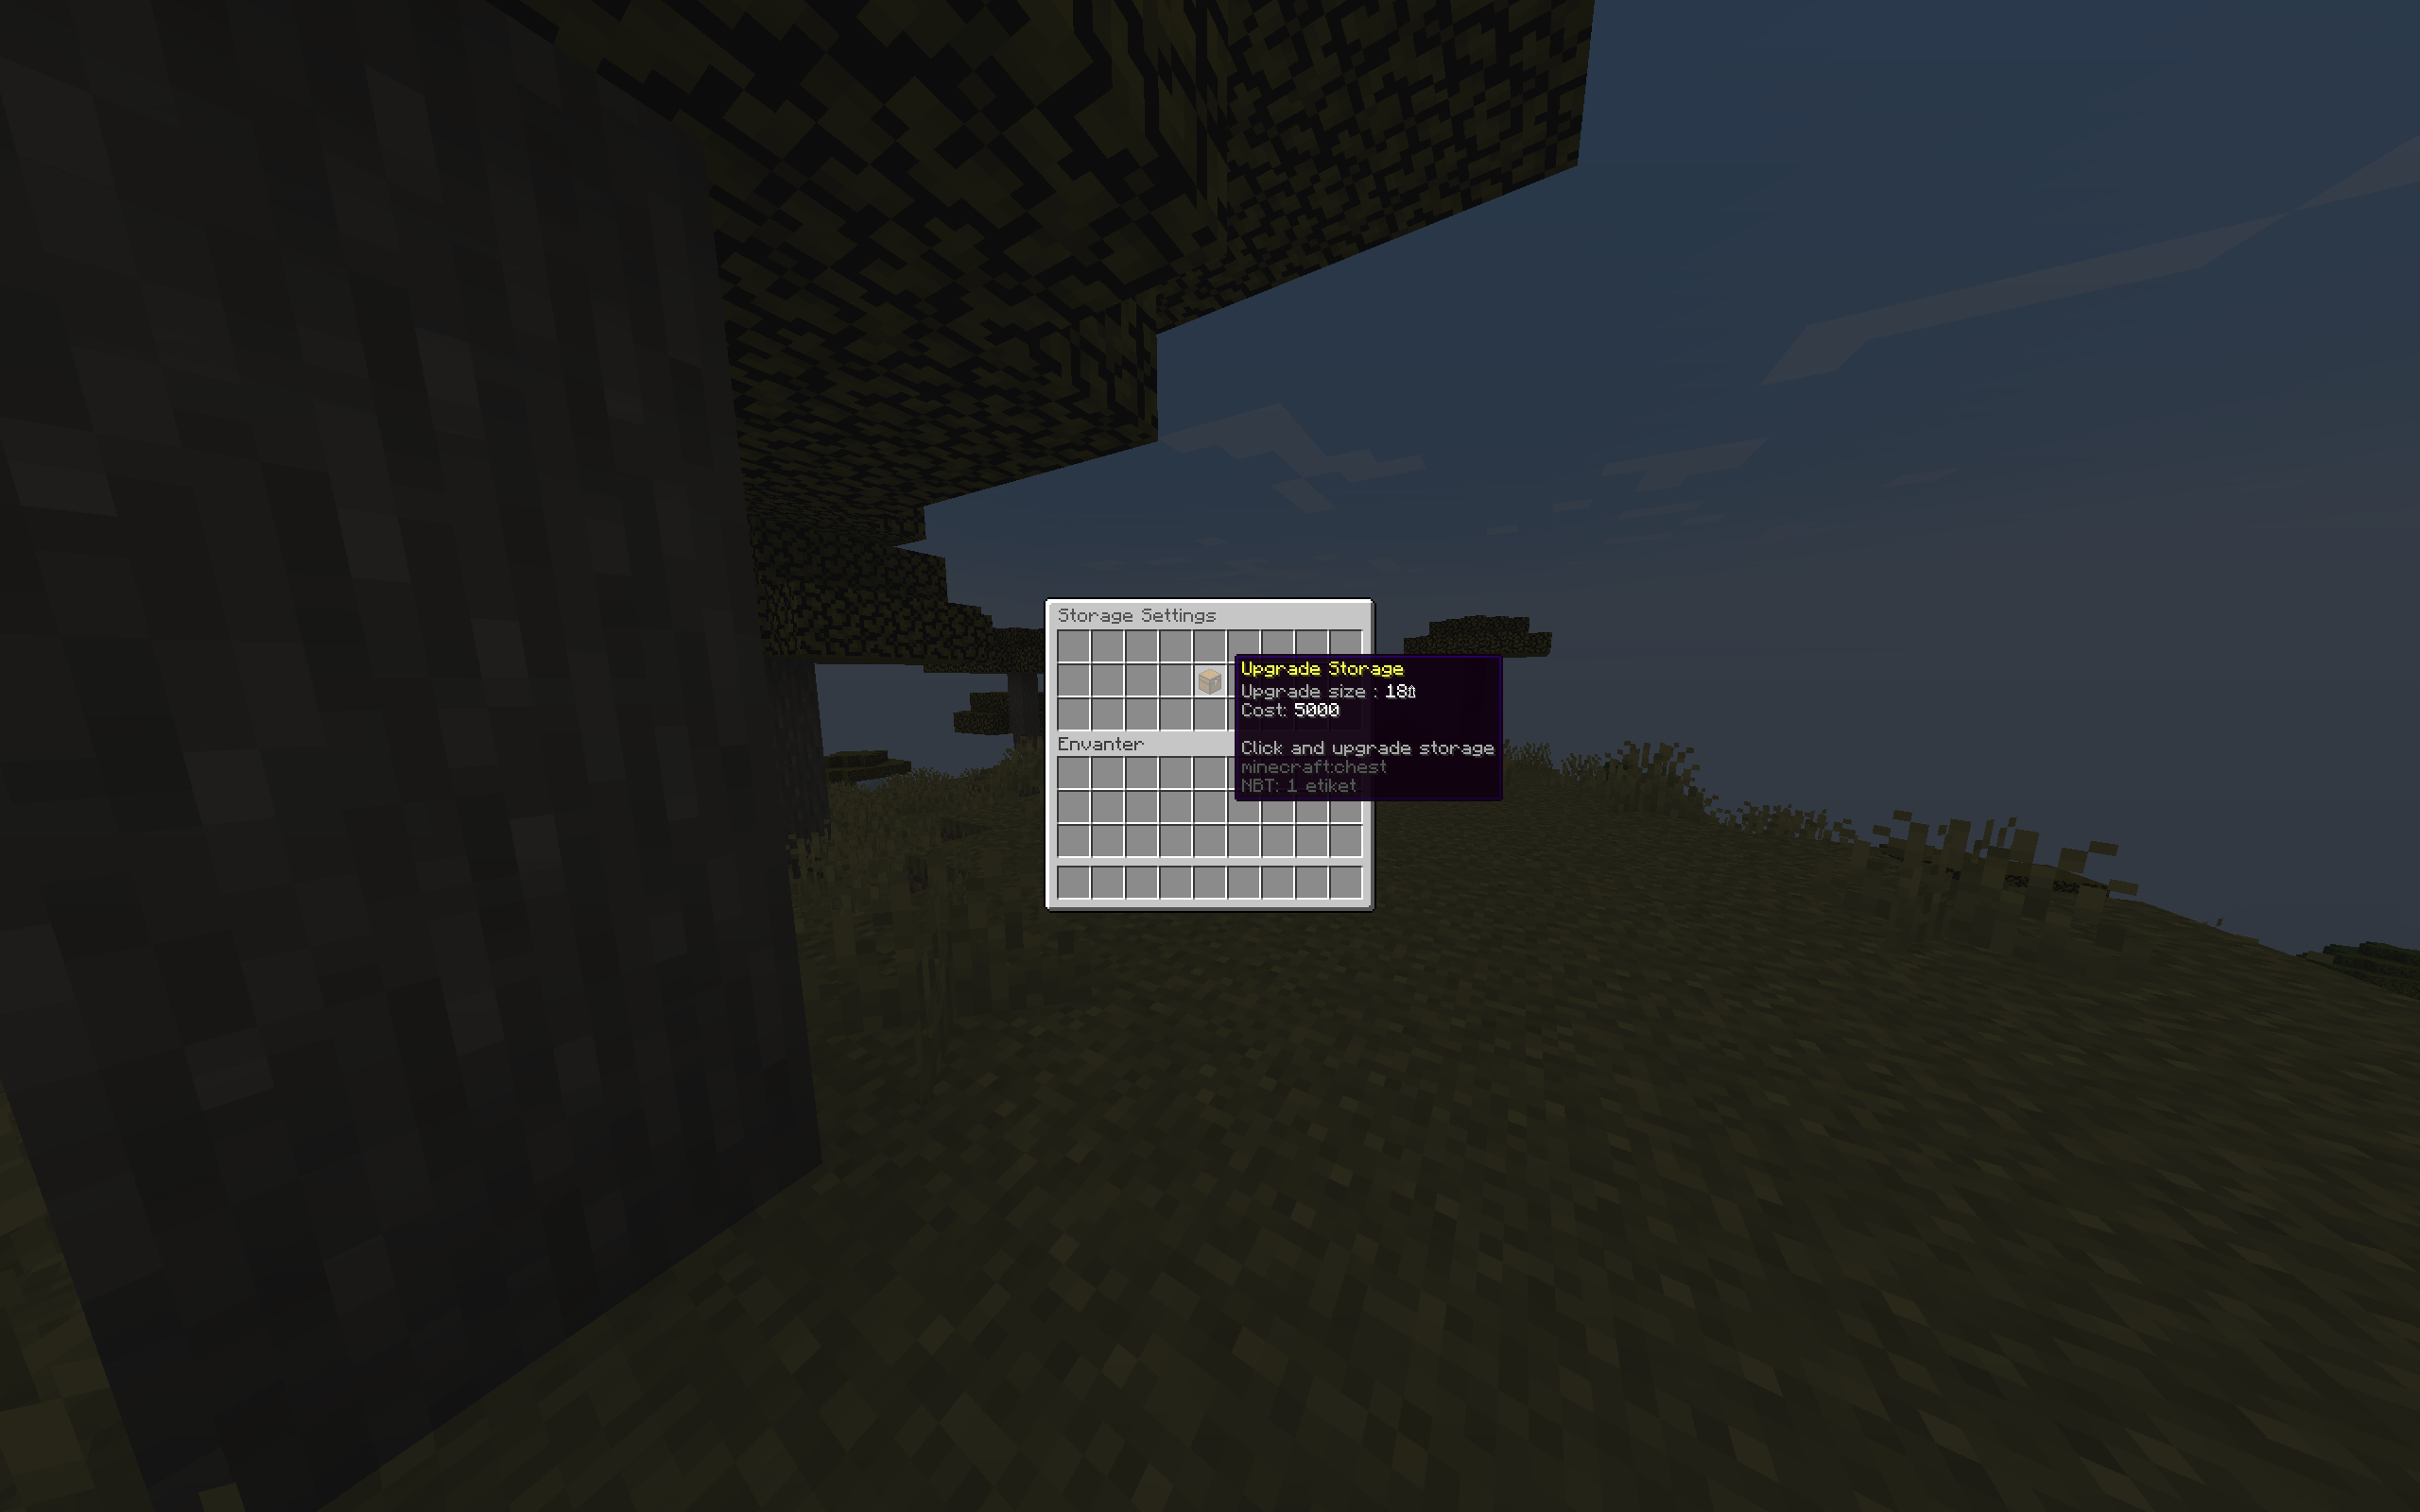 Storage Settings
Upgrade Storage
Upgrade size : 18
Cost: 5000
Click and upgrade storage
minecraft:chest
NBT: 1 etiket
Envanter